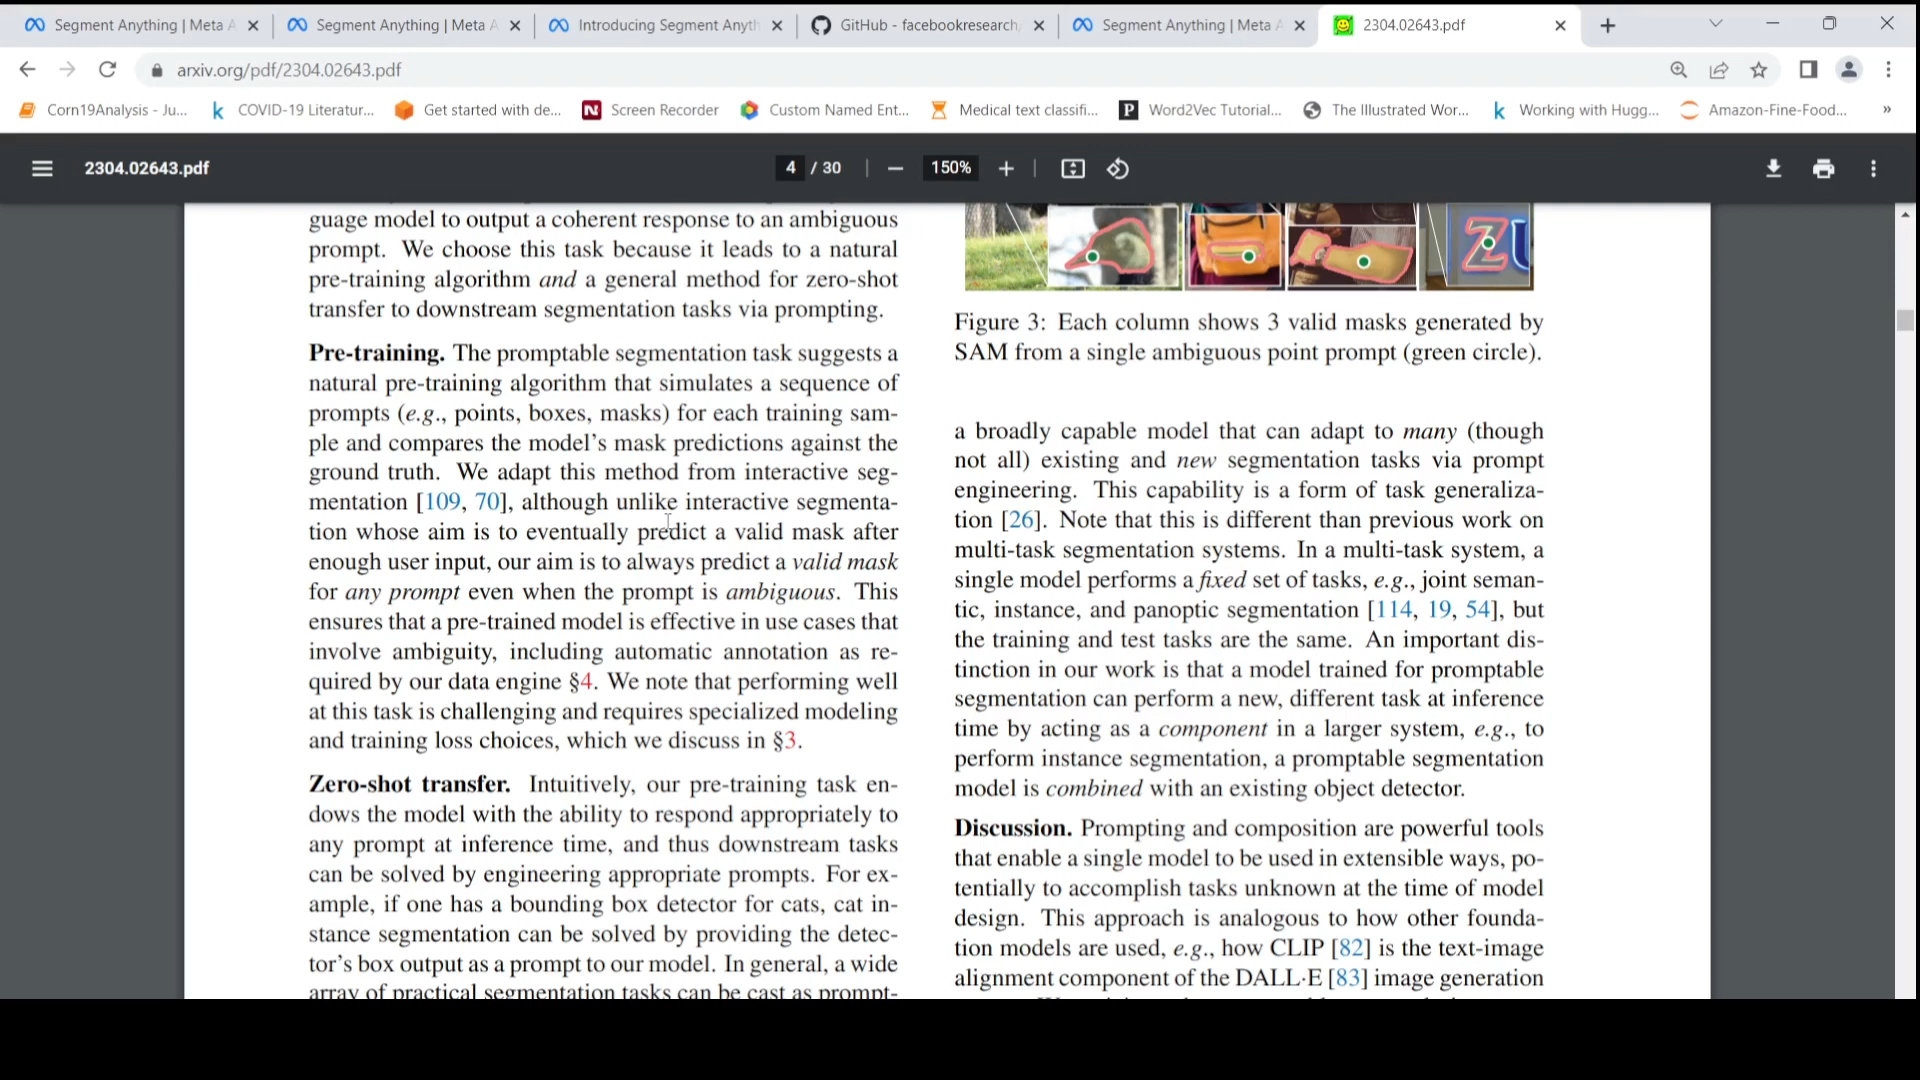 Segment Anything | Meta A
Segment Anything | Meta A
Introducing Segment Anyth
GitHub - facebookresearch/
Segment Anything | Meta A
2304.02643.pdf
arxiv.org/pdf/2304.02643.pdf
Corn19Analysis - Ju...
COVID-19 Literatur...
Get started with de...
Screen Recorder
Custom Named Ent...
Medical text classifi...
Word2Vec Tutorial...
The Illustrated Wor...
Working with Hugg...
Amazon-Fine-Food...
»
2304.02643.pdf
4 / 30
150%
guage model to output a coherent response to an ambiguous
prompt. We choose this task because it leads to a natural
pre-training algorithm and a general method for zero-shot
transfer to downstream segmentation tasks via prompting.
Pre-training. The promptable segmentation task suggests a
natural pre-training algorithm that simulates a sequence of
prompts (e.g., points, boxes, masks) for each training sam-
ple and compares the model's mask predictions against the
ground truth. We adapt this method from interactive seg-
mentation [109, 70], although unlike interactive segmenta-
tion whose aim is to eventually predict a valid mask after
enough user input, our aim is to always predict a valid mask
for any prompt even when the prompt is ambiguous. This
ensures that a pre-trained model is effective in use cases that
involve ambiguity, including automatic annotation as re-
quired by our data engine §4. We note that performing well
at this task is challenging and requires specialized modeling
and training loss choices, which we discuss in §3.
Zero-shot transfer. Intuitively, our pre-training task en-
dows the model with the ability to respond appropriately to
any prompt at inference time, and thus downstream tasks
can be solved by engineering appropriate prompts. For ex-
ample, if one has a bounding box detector for cats, cat in-
stance segmentation can be solved by providing the detec-
tor's box output as a prompt to our model. In general, a wide
array of practical segmentation tasks can be cast as prompt-
Figure 3: Each column shows 3 valid masks generated by
SAM from a single ambiguous point prompt (green circle).
a broadly capable model that can adapt to many (though
not all) existing and new segmentation tasks via prompt
engineering. This capability is a form of task generaliza-
tion [26]. Note that this is different than previous work on
multi-task segmentation systems. In a multi-task system, a
single model performs a fixed set of tasks, e.g., joint seman-
tic, instance, and panoptic segmentation [114, 19, 54], but
the training and test tasks are the same. An important dis-
tinction in our work is that a model trained for promptable
segmentation can perform a new, different task at inference
time by acting as a component in a larger system, e.g., to
perform instance segmentation, a promptable segmentation
model is combined with an existing object detector.
Discussion. Prompting and composition are powerful tools
that enable a single model to be used in extensible ways, po-
tentially to accomplish tasks unknown at the time of model
design. This approach is analogous to how other founda-
tion models are used, e.g., how CLIP [82] is the text-image
alignment component of the DALL·E [83] image generation